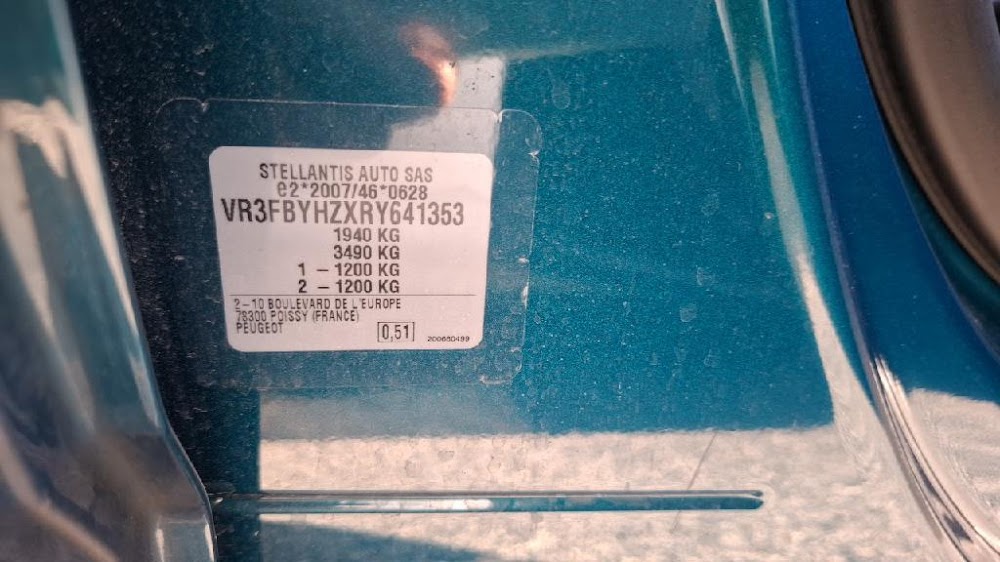 STELLANTIS AUTO SAS
e2*2007/46*0628
VR3FBYHZXRY641353
1940 KG
3490 KG
1 – 1200 KG
2 – 1200 KG
2–10 BOULEVARD DE L'EUROPE
78300 POISSY (FRANCE)
PEUGEOT
0,51
200660499